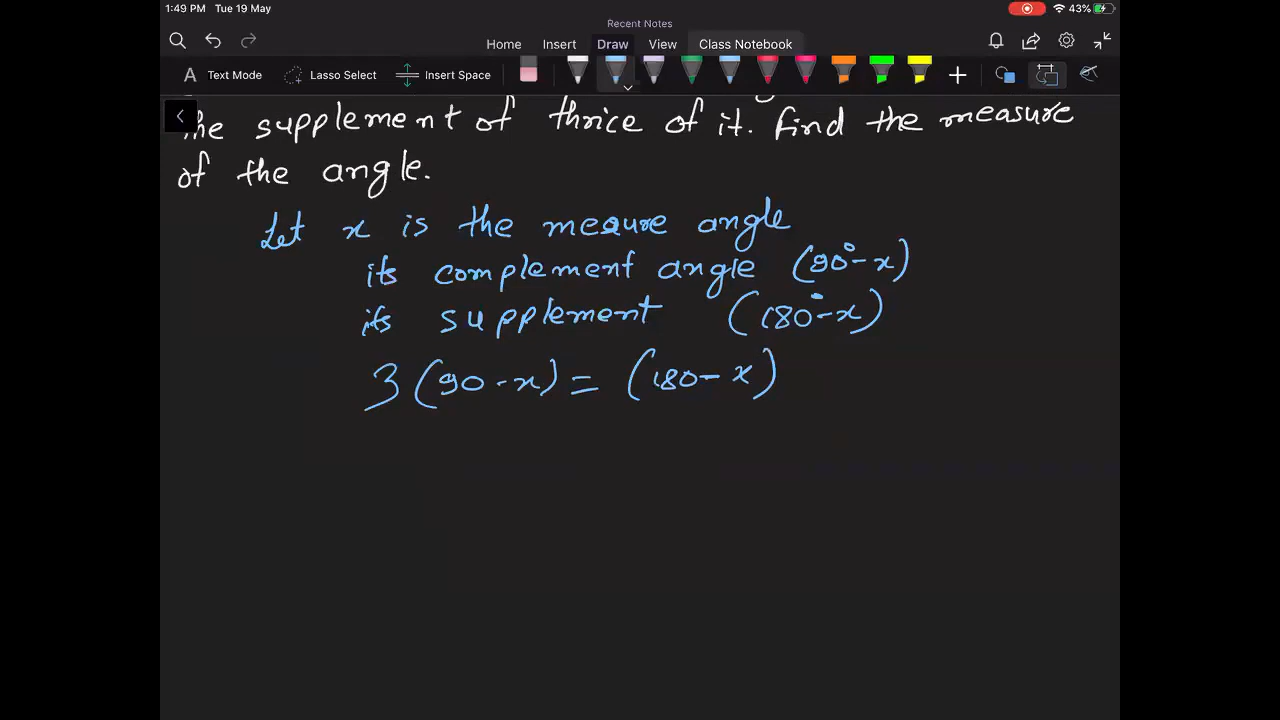 1:49 PM Tue 19 May
43%
Recent Notes
Home Insert Draw View Class Notebook
Text Mode Lasso Select Insert Space
the supplement of thrice of it. Find the measure
of the angle.
Let x is the meaure angle
its complement angle (90°-x)
its supplement (180°-x)
3(90-x) = (180-x)